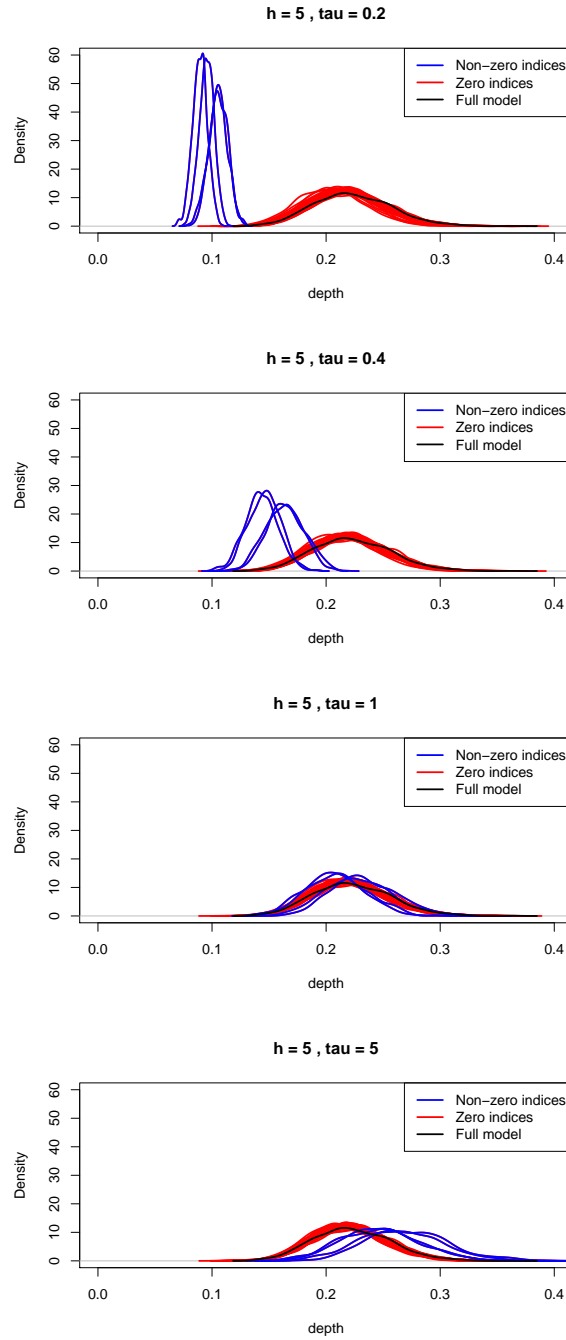 h = 5 , tau = 0.2
Non−zero indices
Zero indices
Full model
Density
0 10 20 30 40 50 60
0.0 0.1 0.2 0.3 0.4
depth
h = 5 , tau = 0.4
Non−zero indices
Zero indices
Full model
Density
0 10 20 30 40 50 60
0.0 0.1 0.2 0.3 0.4
depth
h = 5 , tau = 1
Non−zero indices
Zero indices
Full model
Density
0 10 20 30 40 50 60
0.0 0.1 0.2 0.3 0.4
depth
h = 5 , tau = 5
Non−zero indices
Zero indices
Full model
Density
0 10 20 30 40 50 60
0.0 0.1 0.2 0.3 0.4
depth